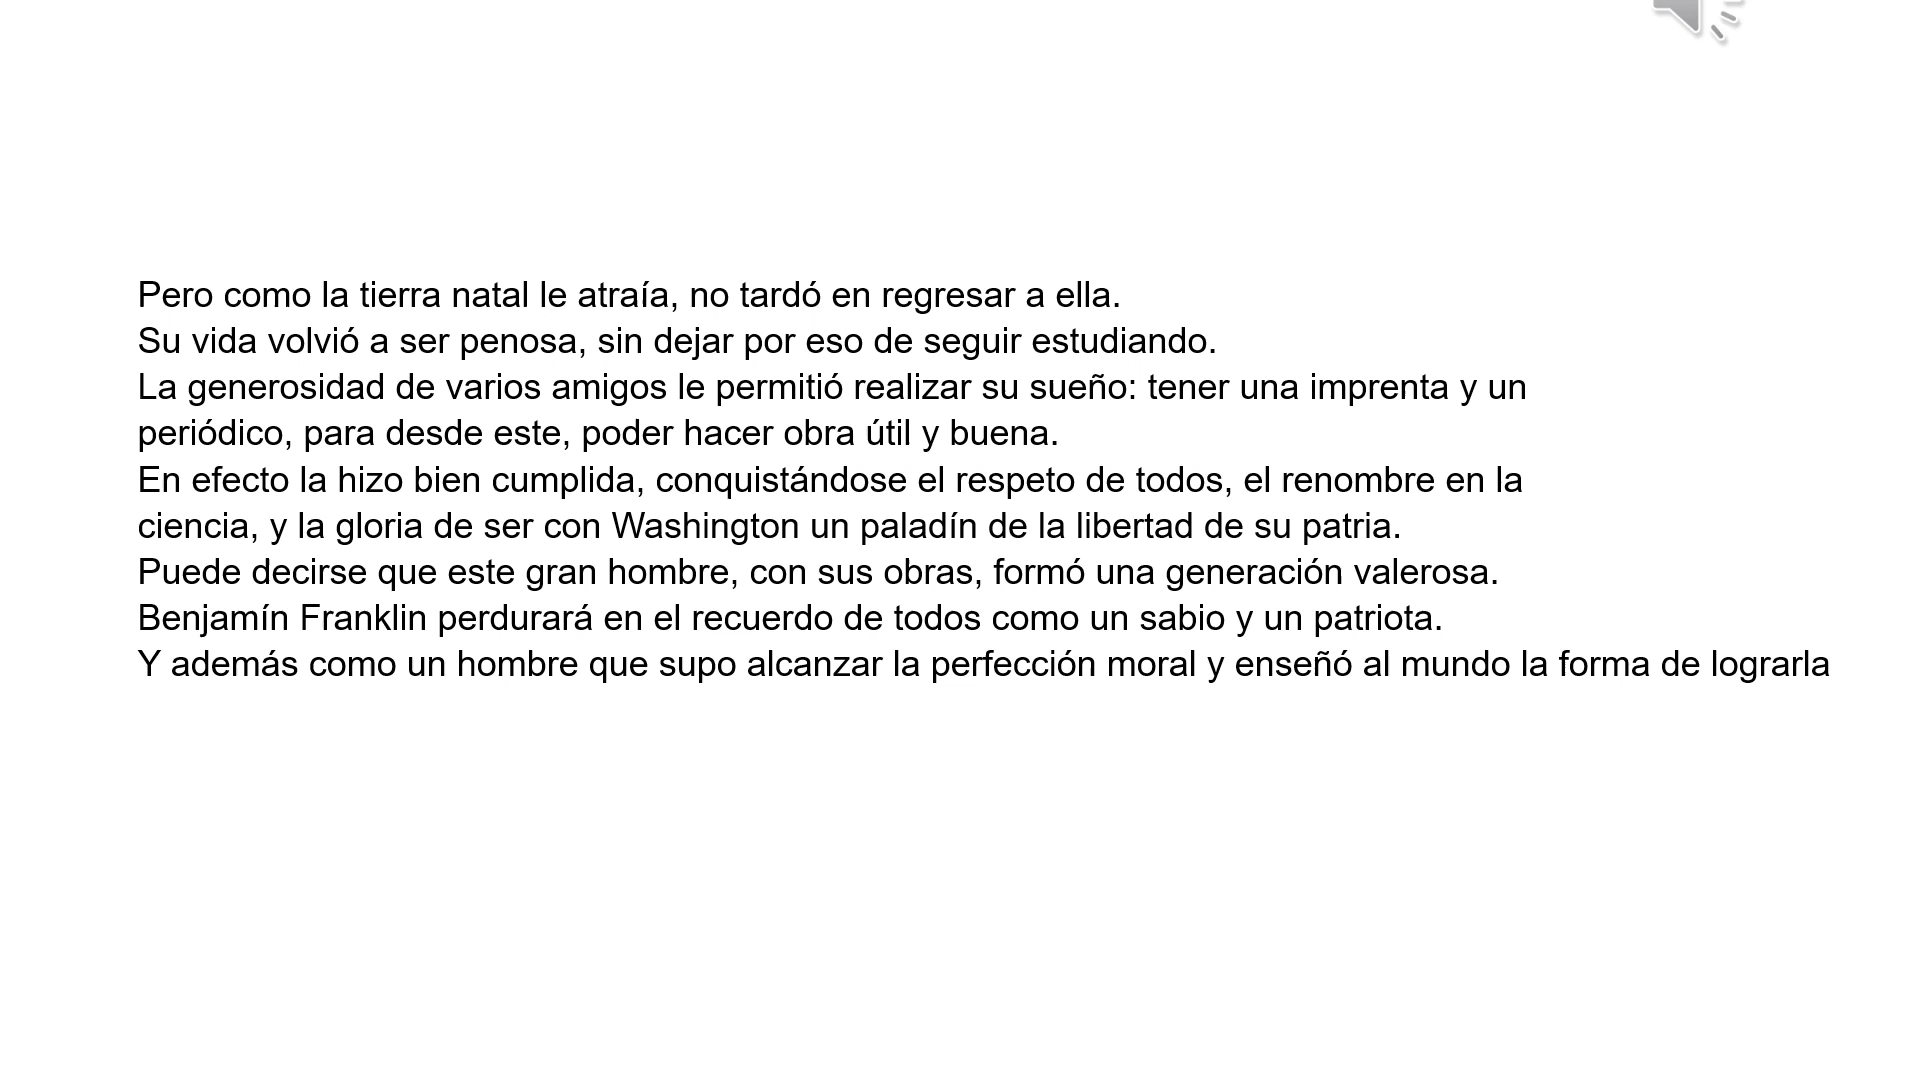 Pero como la tierra natal le atraía, no tardó en regresar a ella.
Su vida volvió a ser penosa, sin dejar por eso de seguir estudiando.
La generosidad de varios amigos le permitió realizar su sueño: tener una imprenta y un
periódico, para desde este, poder hacer obra útil y buena.
En efecto la hizo bien cumplida, conquistándose el respeto de todos, el renombre en la
ciencia, y la gloria de ser con Washington un paladín de la libertad de su patria.
Puede decirse que este gran hombre, con sus obras, formó una generación valerosa.
Benjamín Franklin perdurará en el recuerdo de todos como un sabio y un patriota.
Y además como un hombre que supo alcanzar la perfección moral y enseñó al mundo la forma de lograrla